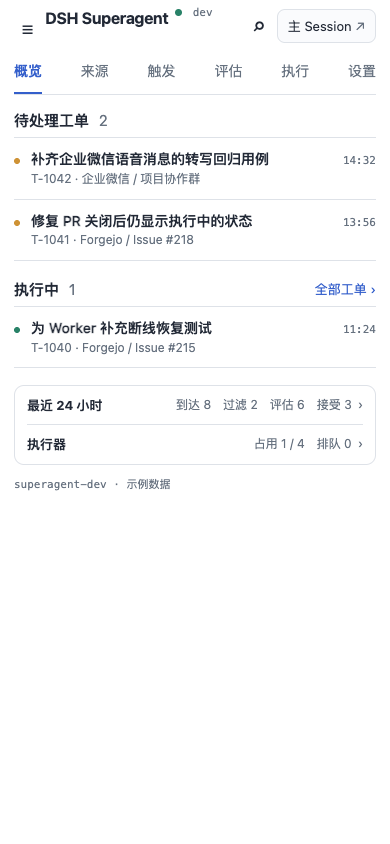 ≡ DSH Superagent dev 主 Session ↗
概览 来源 触发 评估 执行 设置
待处理工单 2
补齐企业微信语音消息的转写回归用例 14:32
T-1042 · 企业微信 / 项目协作群
修复 PR 关闭后仍显示执行中的状态 13:56
T-1041 · Forgejo / Issue #218
执行中 1 全部工单 ›
为 Worker 补充断线恢复测试 11:24
T-1040 · Forgejo / Issue #215
最近 24 小时 到达 8 过滤 2 评估 6 接受 3 ›
执行器 占用 1 / 4 排队 0 ›
superagent-dev · 示例数据